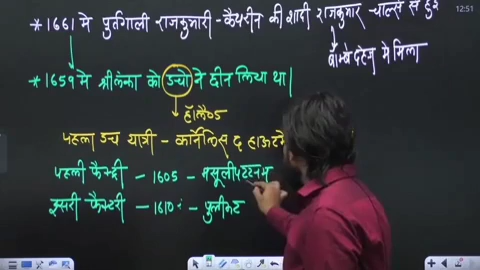 12:51
* 1661 में पुर्तगाली राजकुमारी - कैथरीन की शादी राजकुमार चार्ल्स से हुई
बॉम्बे दहेज में मिला
* 1659 में श्रीलंका को डचो ने छीन लिया था।
हॉलैण्ड
पहला डच यात्री - कार्नेलिस द हाऊटमे
पहली फैक्ट्री - 1605 - मसूलीपट्टनम
दूसरी फैक्टरी - 1610 - पुलीकट